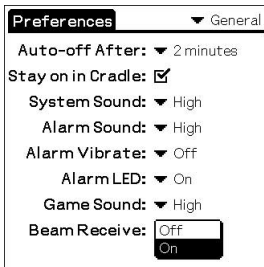 Preferences General
Auto-off After: 2 minutes
Stay on in Cradle:
System Sound: High
Alarm Sound: High
Alarm Vibrate: Off
Alarm LED: On
Game Sound: High
Beam Receive: Off
On